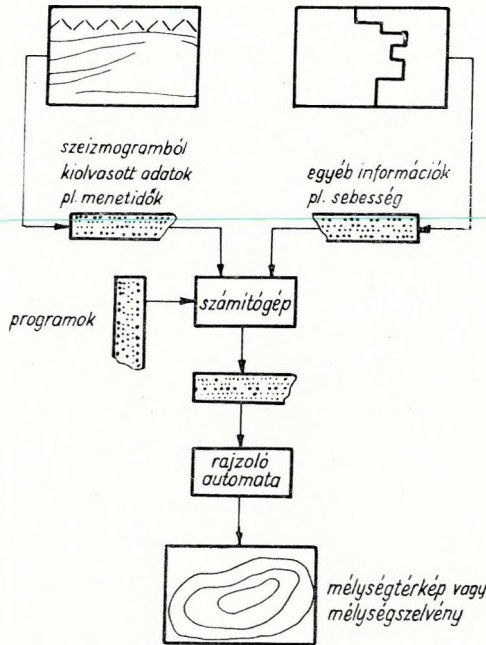 szeizmogramból
kiolvasott adatok
pl. menetidők
egyéb információk
pl. sebesség
programok
számítógép
rajzoló
automata
mélységtérkép vagy
mélységszelvény